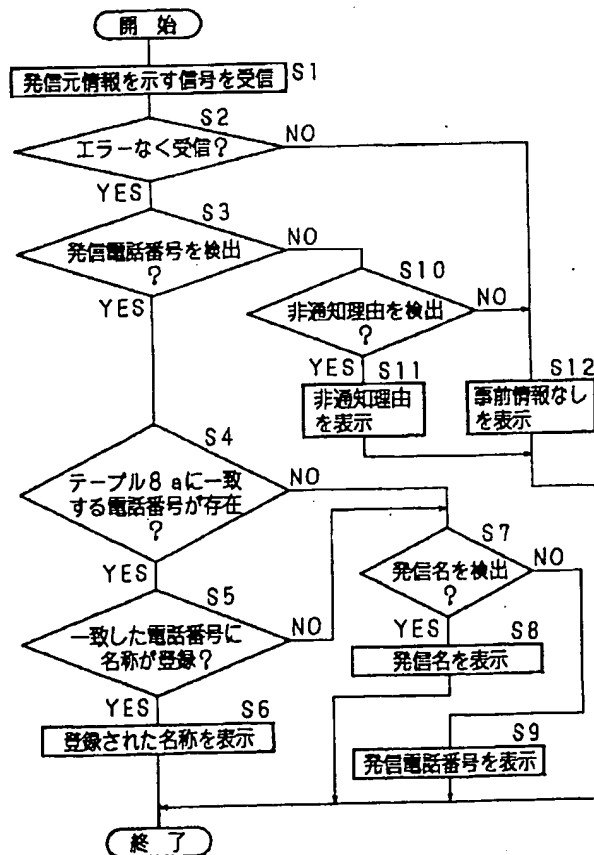 開始
発信元情報を示す信号を受信 S1
S2
エラーなく受信? NO
YES
S3
発信電話番号を検出
? NO
YES
S10
非通知理由を検出
? NO
YES S11
非通知理由
を表示
S12
事前情報なし
を表示
S4
テーブル8aに一致
する電話番号が存在
? NO
YES
S5
一致した電話番号に
名称が登録? NO
YES S6
登録された名称を表示
S7
発信名を検出
? NO
YES S8
発信名を表示
S9
発信電話番号を表示
終了